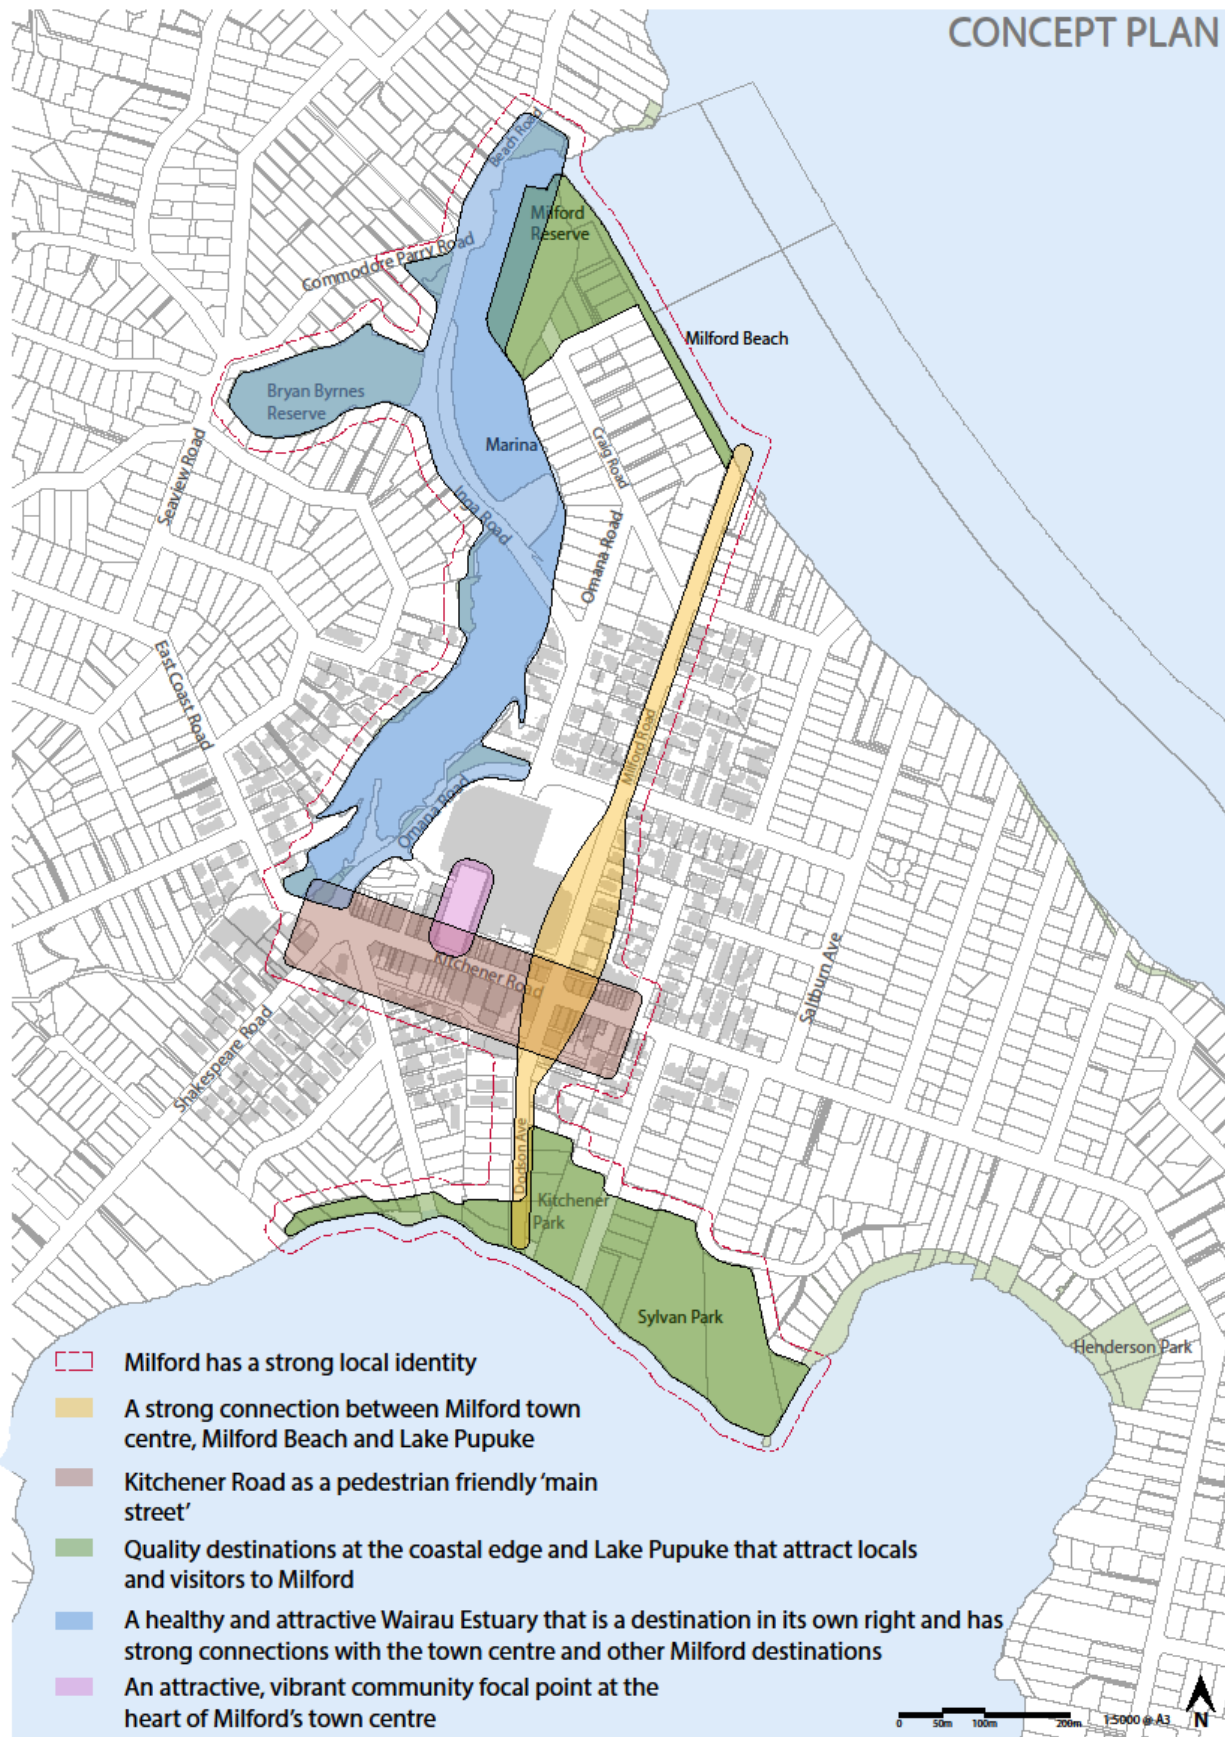 CONCEPT PLAN
Beach Road
Milford
Reserve
Commodore Parry Road
Milford Beach
Bryan Byrnes
Reserve
Marina
Seaview Road
Craig Road
Inga Road
Omana Road
East Coast Road
Milford Road
Omana Road
Kitchener Road
Saltburn Ave
Shakespeare Road
Dodson Ave
Kitchener
Park
Sylvan Park
Henderson Park
Milford has a strong local identity
A strong connection between Milford town
centre, Milford Beach and Lake Pupuke
Kitchener Road as a pedestrian friendly ‘main
street’
Quality destinations at the coastal edge and Lake Pupuke that attract locals
and visitors to Milford
A healthy and attractive Wairau Estuary that is a destination in its own right and has
strong connections with the town centre and other Milford destinations
An attractive, vibrant community focal point at the
heart of Milford’s town centre
0 50m 100m 200m 1:5000 @ A3 N